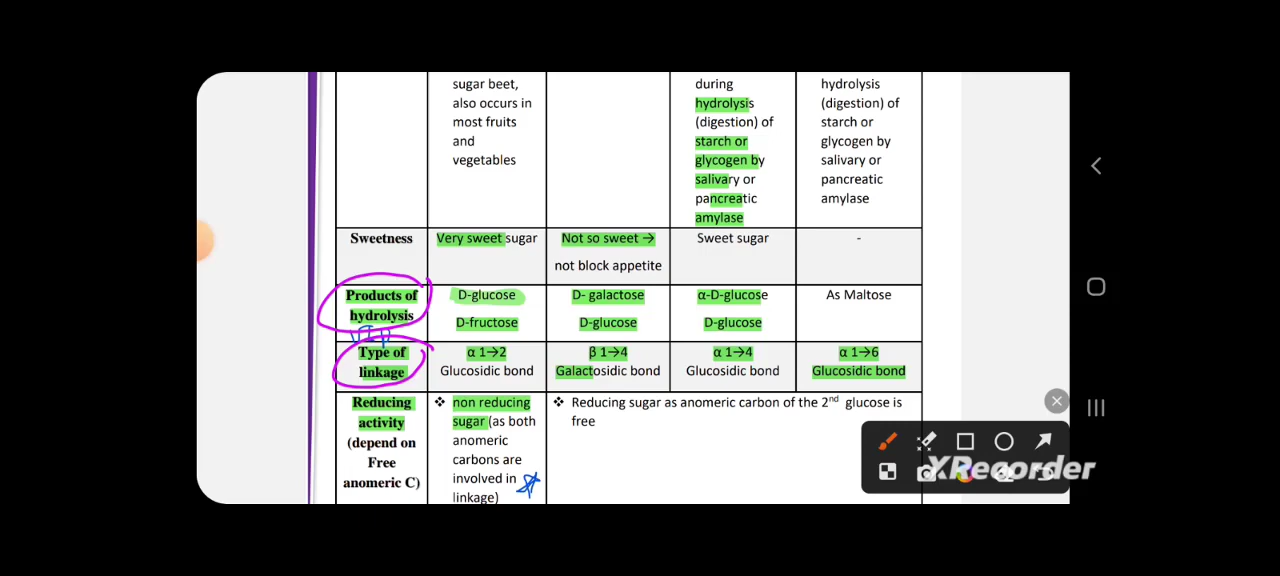 sugar beet,
also occurs in
most fruits
and
vegetables
during
hydrolysis
(digestion) of
starch or
glycogen by
salivary or
pancreatic
amylase
hydrolysis
(digestion) of
starch or
glycogen by
salivary or
pancreatic
amylase
Sweetness
Very sweet sugar
Not so sweet →
not block appetite
Sweet sugar
-
Products of
hydrolysis
VIP
D-glucose
D-fructose
D- galactose
D-glucose
α-D-glucose
D-glucose
As Maltose
Type of
linkage
α 1→2
Glucosidic bond
β 1→4
Galactosidic bond
α 1→4
Glucosidic bond
α 1→6
Glucosidic bond
Reducing
activity
(depend on
Free
anomeric C)
❖ non reducing
sugar (as both
anomeric
carbons are
involved in
linkage)
❖ Reducing sugar as anomeric carbon of the 2nd glucose is
free
XRecorder